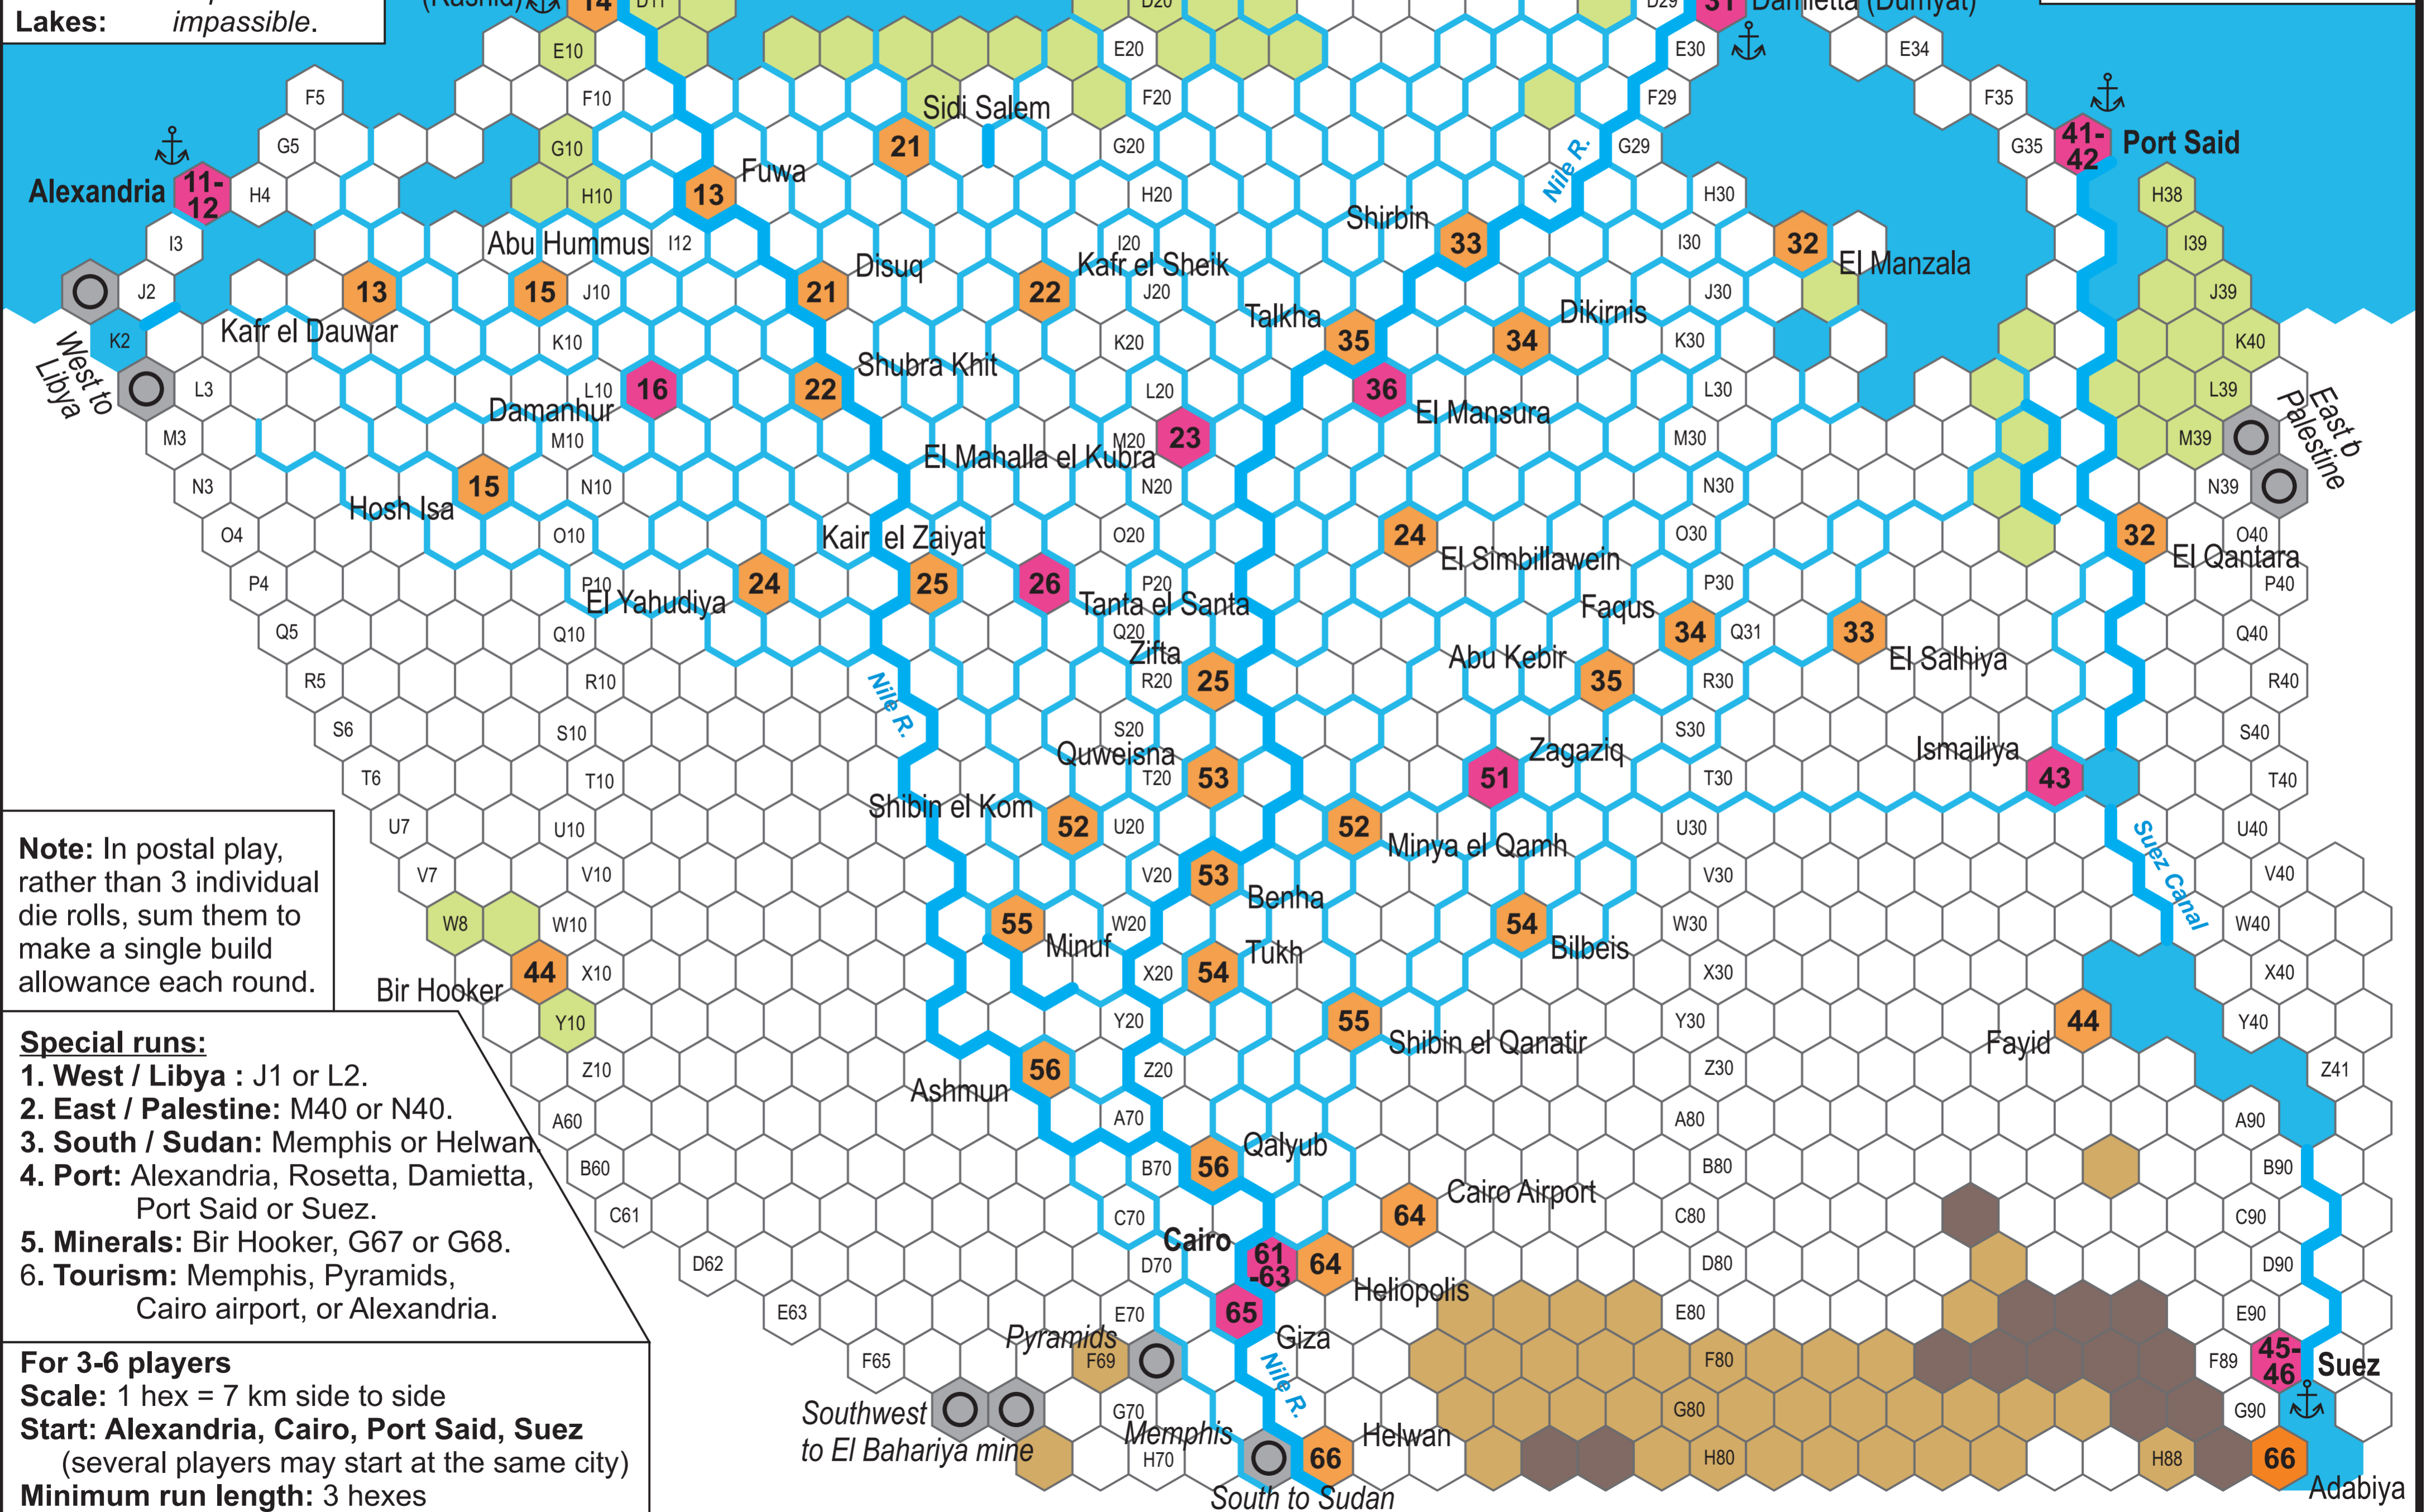 (Rashid)
14
D11
D20
D29
31
Damietta (Dumyat)
Lakes: impassible.
E10
E20
E30
E34
F5
F10
Sidi Salem
F20
F29
F35
G5
G10
21
G20
Nile R.
G29
G35
41-
42
Port Said
Alexandria
11-
12
H4
H10
13
Fuwa
H20
H30
H38
I3
Abu Hummus
I12
I20
Shirbin
33
I30
32
El Manzala
I39
J2
13
15
J10
21
Disuq
22
Kafr el Sheik
J20
J30
J39
K2
Kafr el Dauwar
K10
K20
Talkha
35
34
Dikirnis
K30
K40
West to
Libya
L3
L10
16
22
Shubra Khit
L20
36
El Mansura
L30
L39
East b
Palestine
M3
Damanhur
M10
M20
23
El Mahalla el Kubra
M30
M39
N3
15
Hosh Isa
N10
N20
N30
N39
O4
O10
Kair el Zaiyat
O20
24
El Simbillawein
O30
32
El Qantara
O40
P4
P10
El Yahudiya
24
25
26
Tanta el Santa
P20
P30
P40
Q5
Q10
Q20
Faqus
34
Q31
33
El Salhiya
Q40
R5
R10
Nile R.
Zifta
R20
25
Abu Kebir
35
R30
R40
S6
S10
S20
S30
S40
T6
T10
Quweisna
T20
53
51
Zagaziq
T30
Ismailiya
43
T40
U7
U10
Shibin el Kom
52
U20
52
Minya el Qamh
U30
U40
Suez Canal
V7
V10
V20
53
Benha
V30
V40
W8
W10
55
Minuf
W20
54
Bilbeis
W30
W40
Bir Hooker
44
X10
X20
54
Tukh
X30
X40
Y10
Y20
55
Shibin el Qanatir
Y30
Fayid
44
Y40
Z10
Ashmun
56
Z20
Z30
Z41
A60
A70
A80
A90
B60
B70
56
Qalyub
B80
B90
C61
C70
64
Cairo Airport
C80
C90
D62
D70
Cairo
61
-63
64
Heliopolis
D80
D90
E63
E70
65
Giza
E80
E90
F65
Pyramids
F69
Nile R.
F80
F89
45-
46
Suez
Southwest
to El Bahariya mine
G70
G80
G90
Memphis
H70
66
Helwan
H80
H88
66
Adabiya
South to Sudan
Note: In postal play,
rather than 3 individual
die rolls, sum them to
make a single build
allowance each round.
Special runs:
1. West / Libya : J1 or L2.
2. East / Palestine: M40 or N40.
3. South / Sudan: Memphis or Helwan.
4. Port: Alexandria, Rosetta, Damietta,
Port Said or Suez.
5. Minerals: Bir Hooker, G67 or G68.
6. Tourism: Memphis, Pyramids,
Cairo airport, or Alexandria.
For 3-6 players
Scale: 1 hex = 7 km side to side
Start: Alexandria, Cairo, Port Said, Suez
(several players may start at the same city)
Minimum run length: 3 hexes